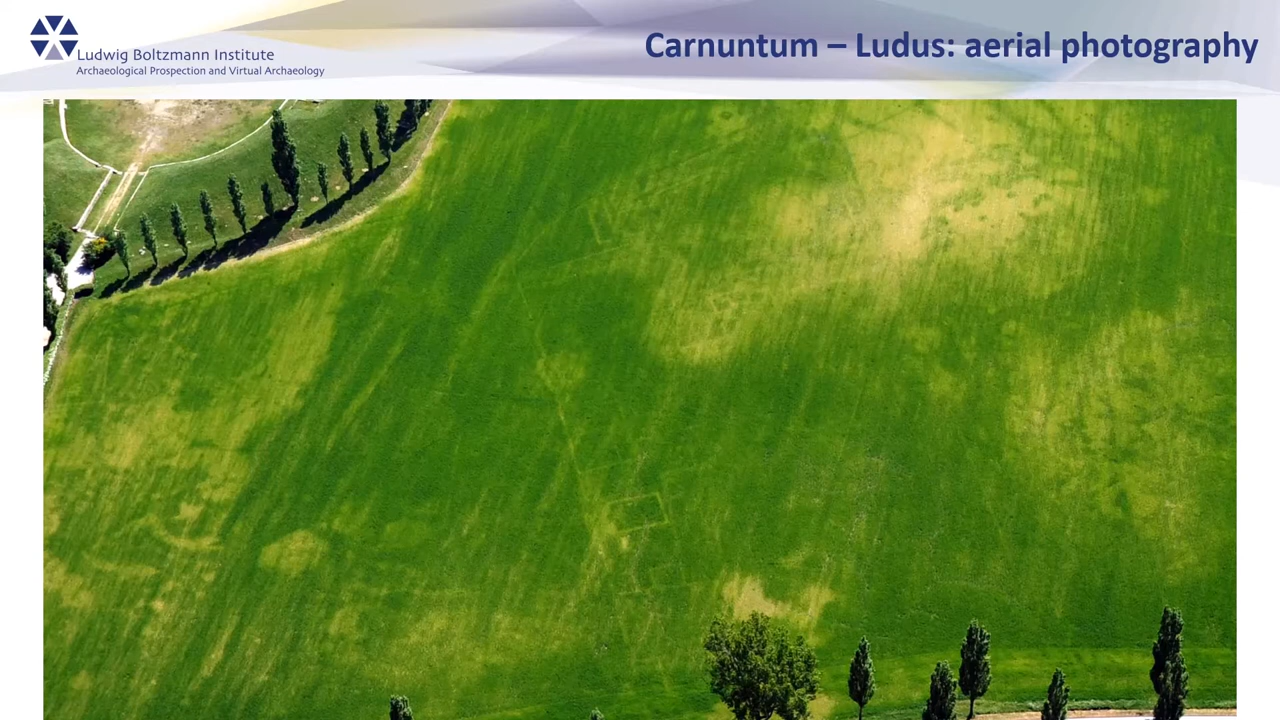 Carnuntum – Ludus: aerial photography
Ludwig Boltzmann Institute
Archaeological Prospection and Virtual Archaeology